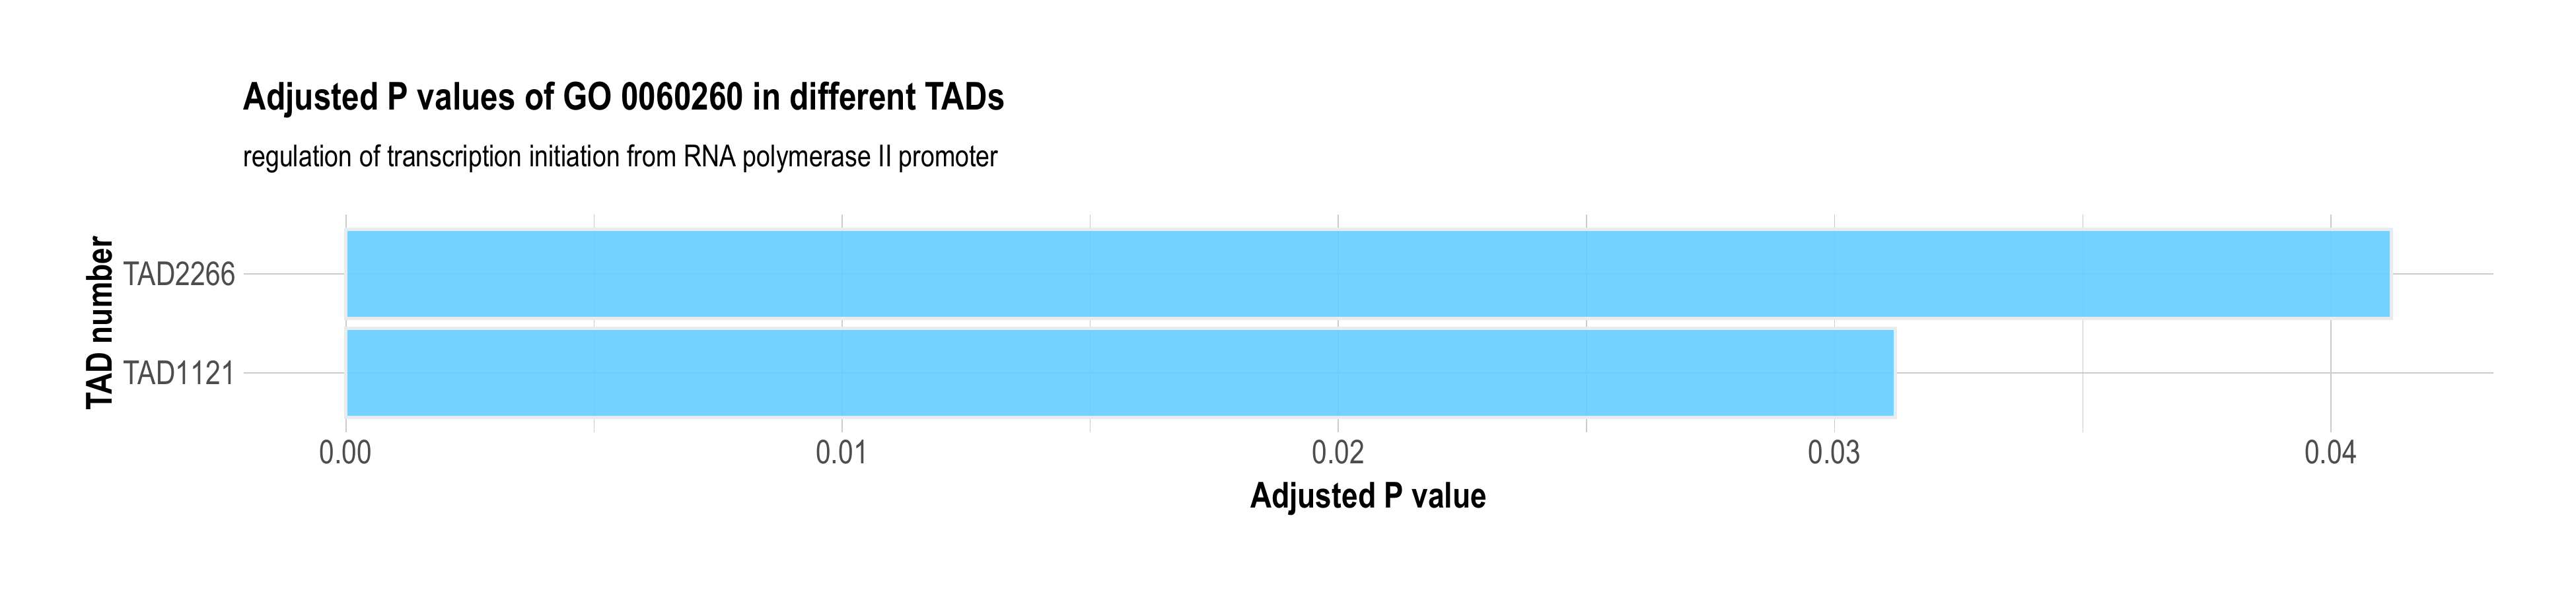 Adjusted P values of GO 0060260 in different TADs
regulation of transcription initiation from RNA polymerase II promoter
TAD number
TAD2266
TAD1121
0.00 0.01 0.02 0.03 0.04
Adjusted P value